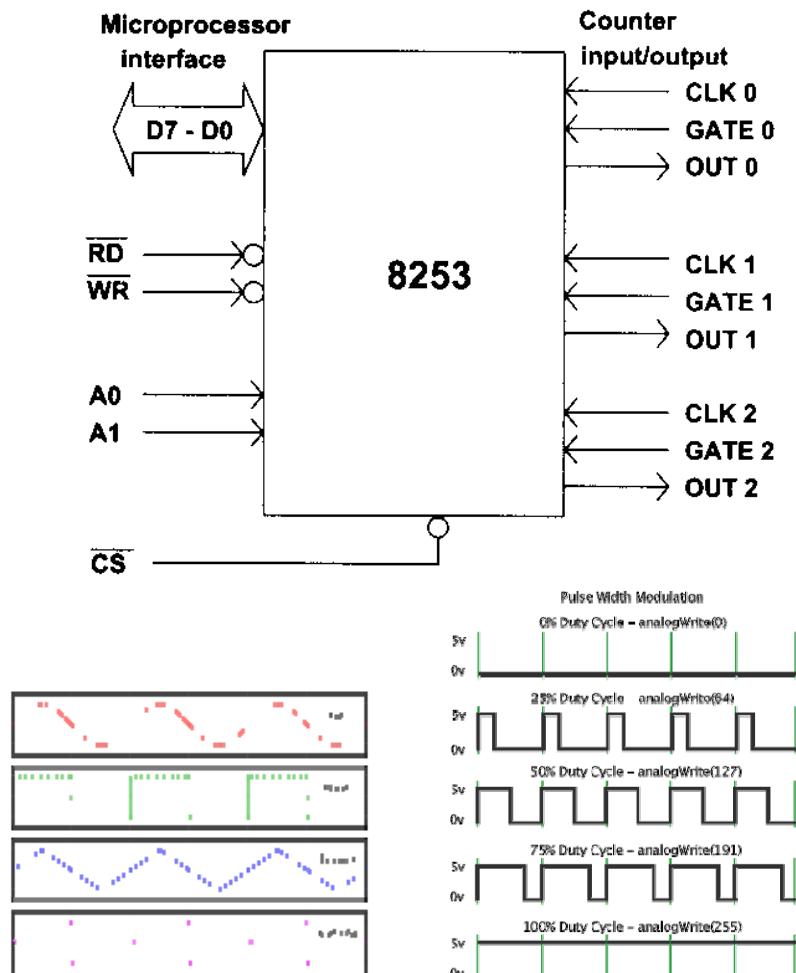 Microprocessor
interface
Counter
input/output
D7 - D0
CLK 0
GATE 0
OUT 0
RD
WR
8253
CLK 1
GATE 1
OUT 1
A0
A1
CLK 2
GATE 2
OUT 2
CS
Pulse Width Modulation
0% Duty Cycle – analogWrite(0)
5v
0v
25% Duty Cycle – analogWrite(64)
5v
0v
50% Duty Cycle – analogWrite(127)
5v
0v
75% Duty Cycle – analogWrite(191)
5v
0v
100% Duty Cycle – analogWrite(255)
5v
0v